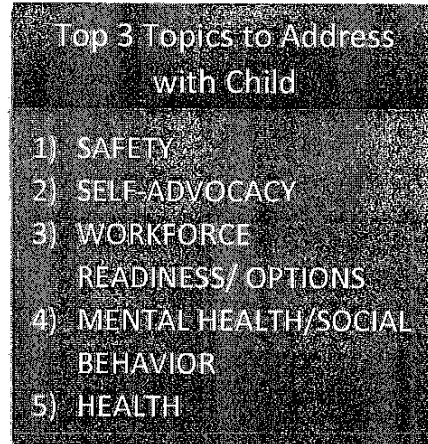 Top 3 Topics to Address
with Child
1) SAFETY
2) SELF-ADVOCACY
3) WORKFORCE
READINESS/ OPTIONS
4) MENTAL HEALTH/SOCIAL
BEHAVIOR
5) HEALTH